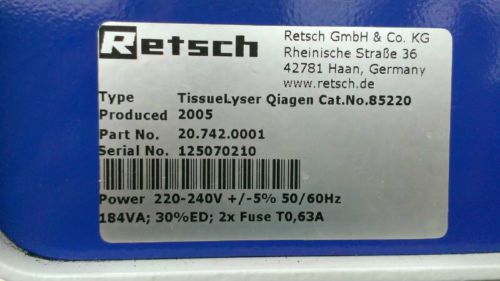 Retsch
Retsch GmbH & Co. KG
Rheinische Straße 36
42781 Haan, Germany
www.retsch.de
Type TissueLyser Qiagen Cat.No.85220
Produced 2005
Part No. 20.742.0001
Serial No. 125070210
Power 220-240V +/-5% 50/60Hz
184VA; 30%ED; 2x Fuse T0,63A